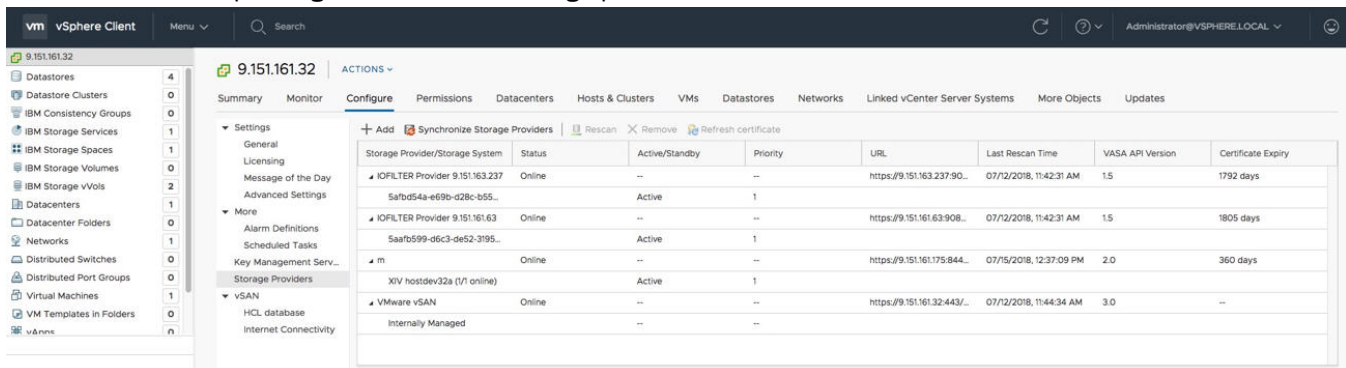 vm vSphere Client Menu Search Administrator@VSPHERE.LOCAL
9.151.161.32
Datastores 4
Datastore Clusters 0
IBM Consistency Groups 0
IBM Storage Services 1
IBM Storage Spaces 1
IBM Storage Volumes 0
IBM Storage vVols 2
Datacenters 1
Datacenter Folders 0
Networks 1
Distributed Switches 0
Distributed Port Groups 0
Virtual Machines 1
VM Templates in Folders 0
vApps 0
9.151.161.32 ACTIONS
Summary Monitor Configure Permissions Datacenters Hosts & Clusters VMs Datastores Networks Linked vCenter Server Systems More Objects Updates
Settings
General
Licensing
Message of the Day
Advanced Settings
More
Alarm Definitions
Scheduled Tasks
Key Management Serv...
Storage Providers
vSAN
HCL database
Internet Connectivity
+ Add Synchronize Storage Providers Rescan Remove Refresh certificate
Storage Provider/Storage System Status Active/Standby Priority URL Last Rescan Time VASA API Version Certificate Expiry
IOFILTER Provider 9.151.163.237 Online -- -- https://9.151.163.237:90... 07/12/2018, 11:42:31 AM 1.5 1792 days
5afbd54a-e69b-d28c-b55... Active 1
IOFILTER Provider 9.151.161.63 Online -- -- https://9.151.161.63:908... 07/12/2018, 11:42:31 AM 1.5 1805 days
5aafb599-d6c3-de52-3195... Active 1
m Online -- -- https://9.151.161.175:844... 07/15/2018, 12:37:09 PM 2.0 360 days
XIV hostdev32a (1/1 online) Active 1
VMware vSAN Online -- -- https://9.151.161.32:443/... 07/12/2018, 11:44:34 AM 3.0 --
Internally Managed -- --